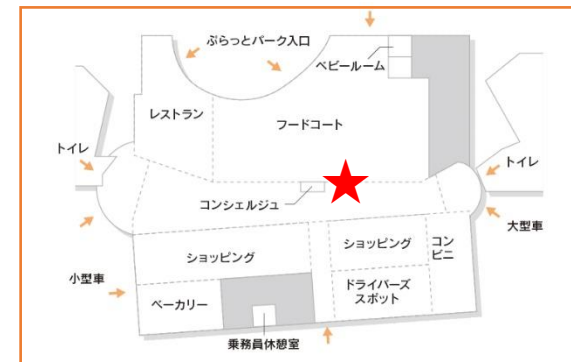 ぷらっとパーク入口
ベビールーム
レストラン
フードコート
トイレ
トイレ
コンシェルジュ
大型車
ショッピング
ショッピング
コン
ビニ
小型車
ベーカリー
ドライバーズ
スポット
乗務員休憩室